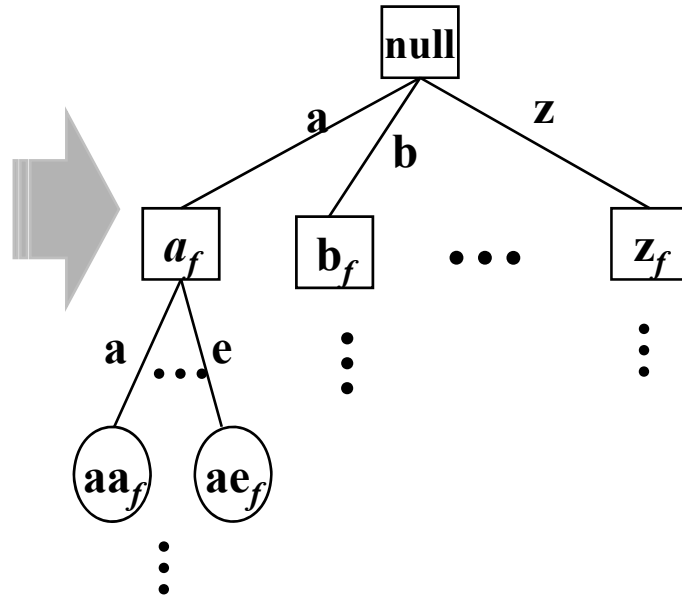 null
a
b
z
a_f
b_f
• • •
z_f
a
• • •
e
aa_f
ae_f